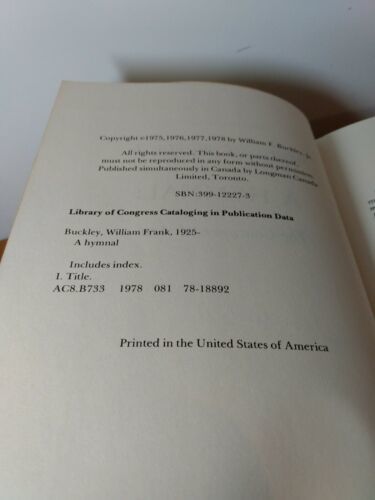 Copyright ©1975,1976,1977,1978 by William F. Buckley, Jr.
All rights reserved. This book, or parts thereof,
must not be reproduced in any form without permission.
Published simultaneously in Canada by Longman Canada
Limited, Toronto.
SBN:399-12227-3
Library of Congress Cataloging in Publication Data
Buckley, William Frank, 1925-
A hymnal
Includes index.
I. Title.
AC8.B733 1978 081 78-18892
Printed in the United States of America